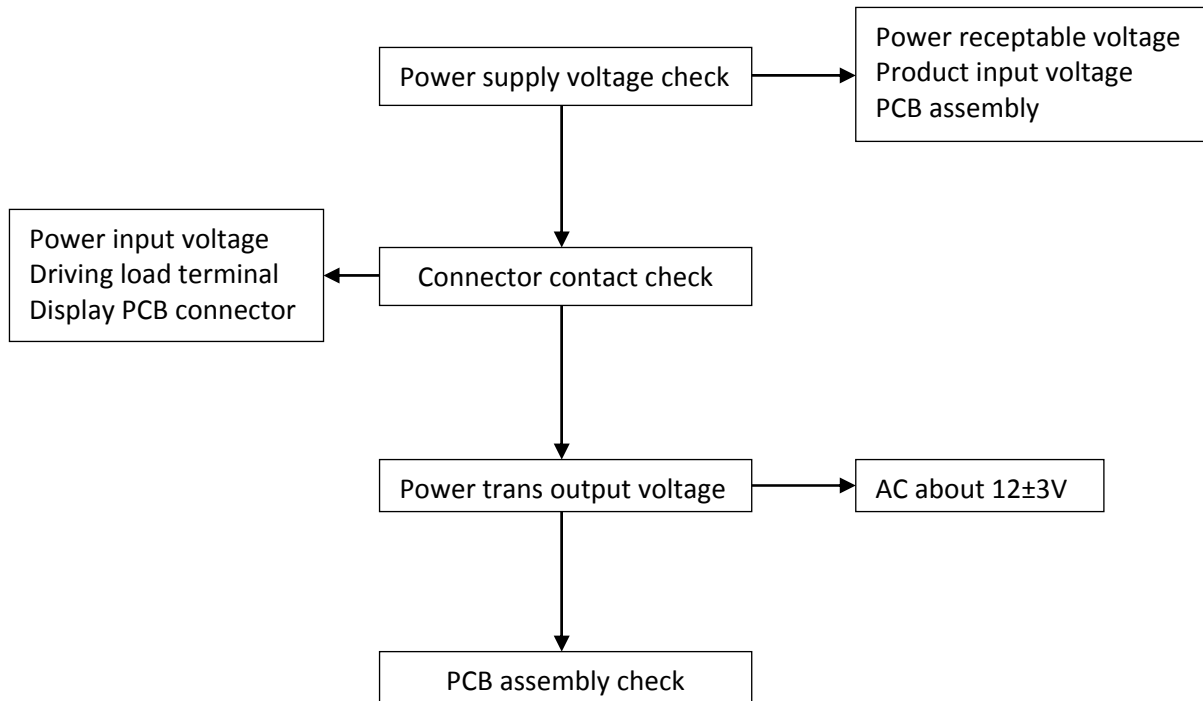 Power supply voltage check
Power receptable voltage
Product input voltage
PCB assembly
Power input voltage
Driving load terminal
Display PCB connector
Connector contact check
Power trans output voltage
AC about 12±3V
PCB assembly check